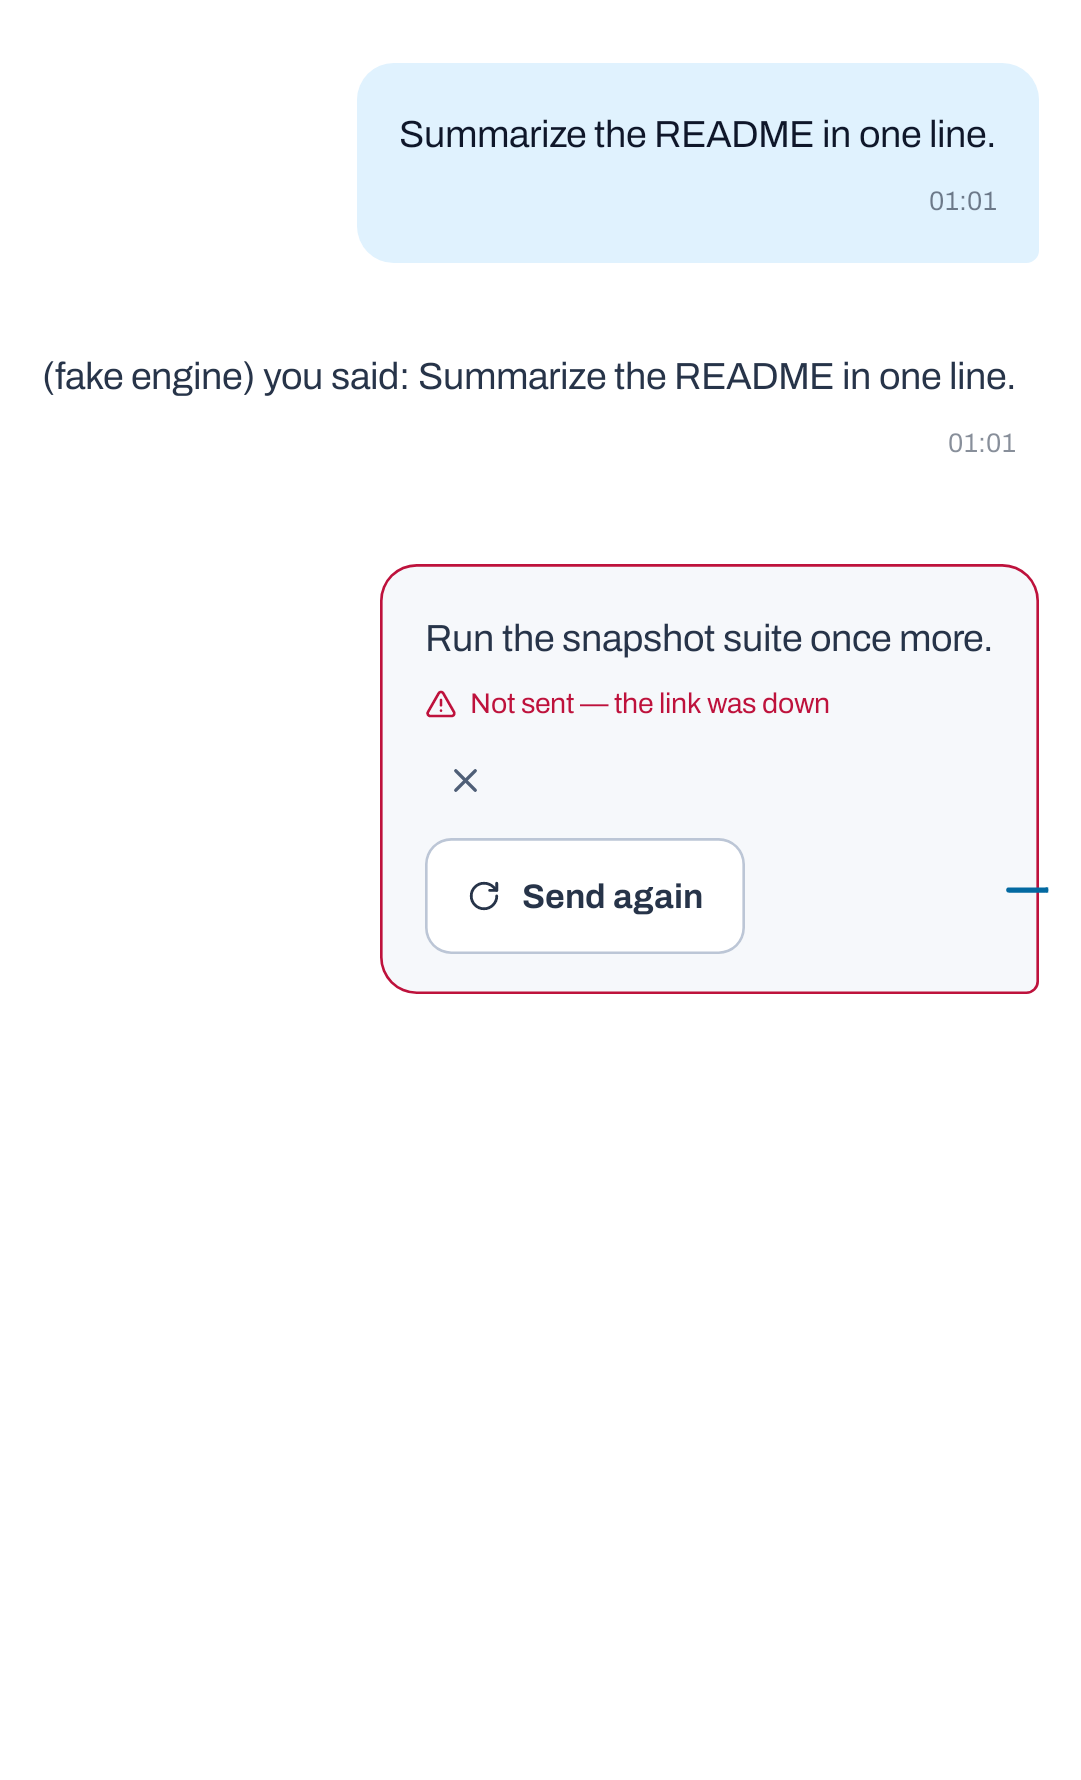 Summarize the README in one line.
01:01
(fake engine) you said: Summarize the README in one line.
01:01
Run the snapshot suite once more.
Not sent — the link was down
Send again